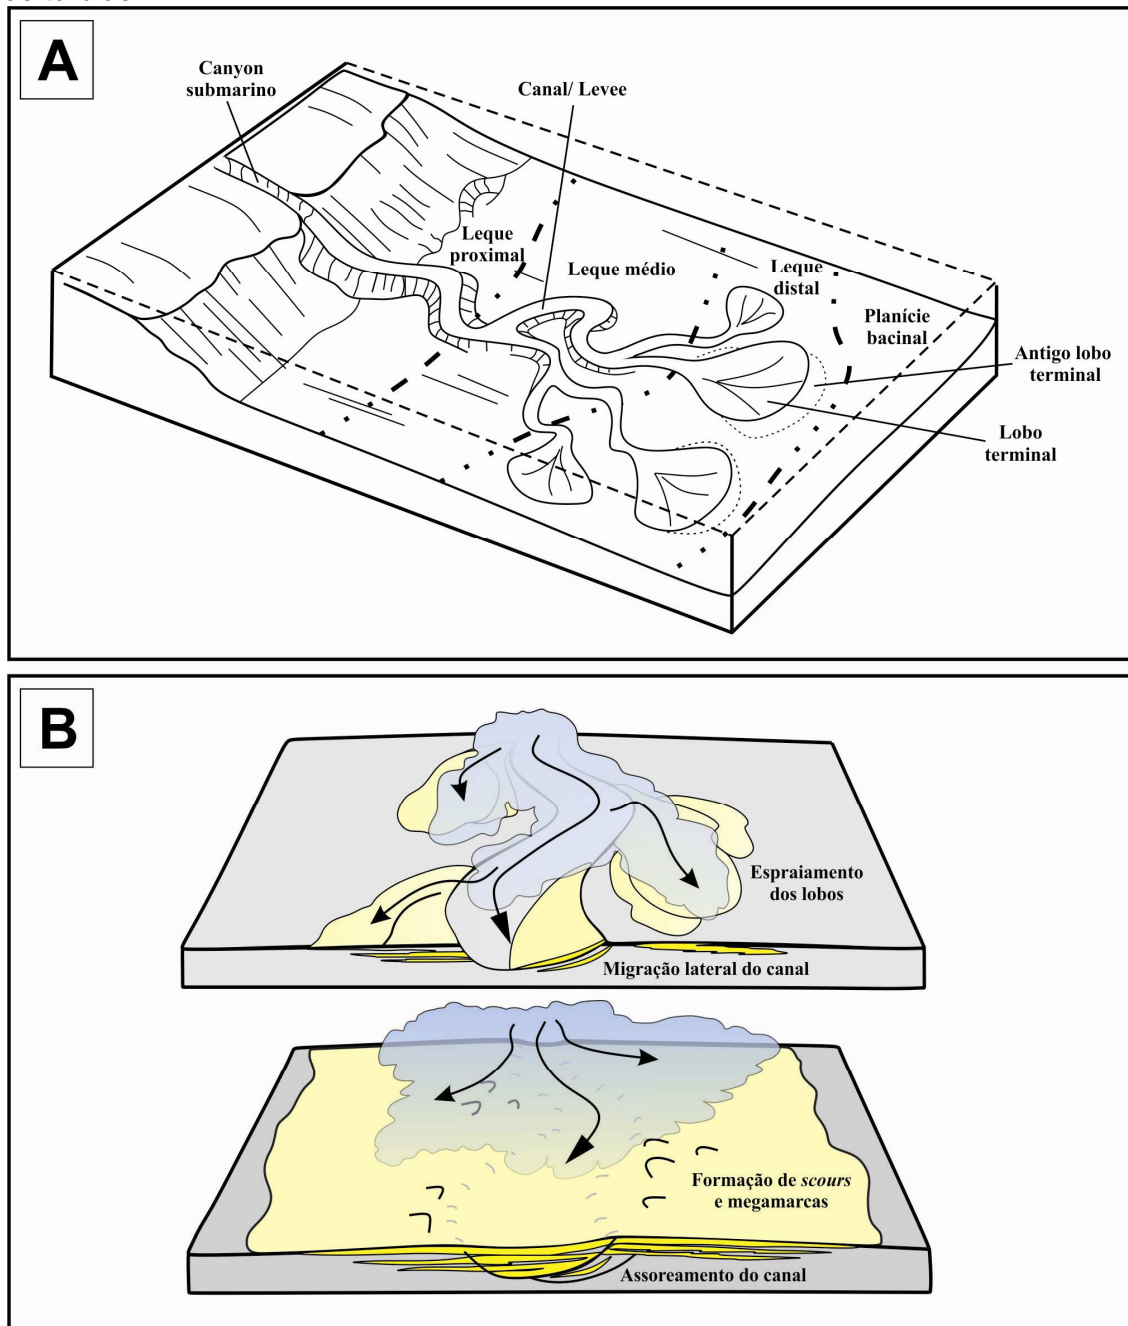 A
Canyon
submarino
Canal/ Levee
Leque
proximal
Leque médio
Leque
distal
Planície
bacinal
Antigo lobo
terminal
Lobo
terminal
B
Espraiamento
dos lobos
Migração lateral do canal
Formação de scours
e megamarcas
Assoreamento do canal